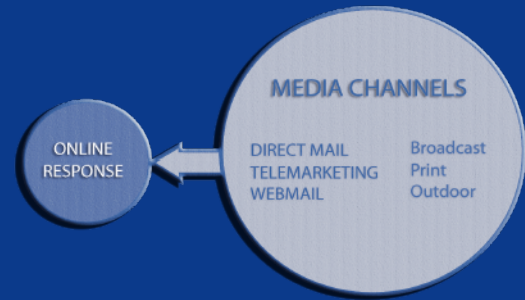 MEDIA CHANNELS
ONLINE
RESPONSE
DIRECT MAIL
TELEMARKETING
WEBMAIL
Broadcast
Print
Outdoor